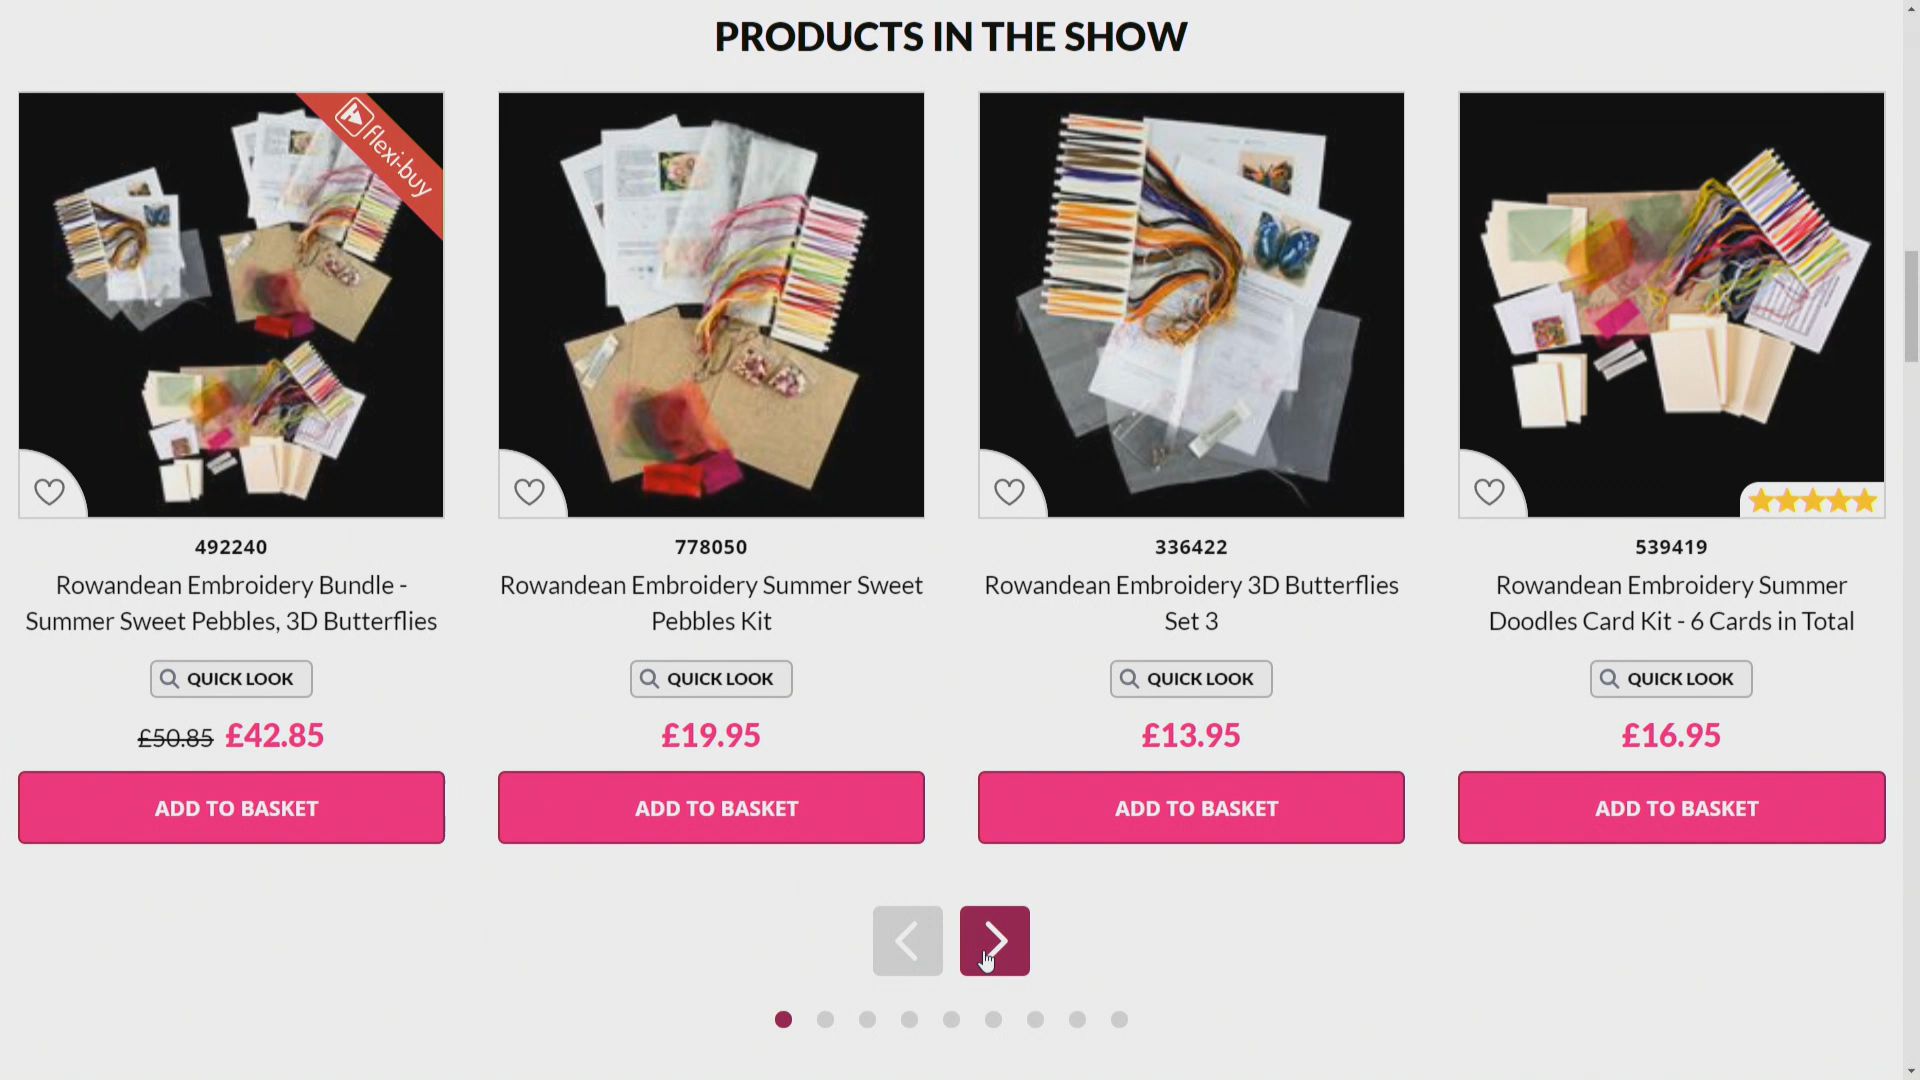 PRODUCTS IN THE SHOW
flexi-buy
492240
Rowandean Embroidery Bundle -
Summer Sweet Pebbles, 3D Butterflies
QUICK LOOK
£50.85 £42.85
ADD TO BASKET
778050
Rowandean Embroidery Summer Sweet
Pebbles Kit
QUICK LOOK
£19.95
ADD TO BASKET
336422
Rowandean Embroidery 3D Butterflies
Set 3
QUICK LOOK
£13.95
ADD TO BASKET
539419
Rowandean Embroidery Summer
Doodles Card Kit - 6 Cards in Total
QUICK LOOK
£16.95
ADD TO BASKET